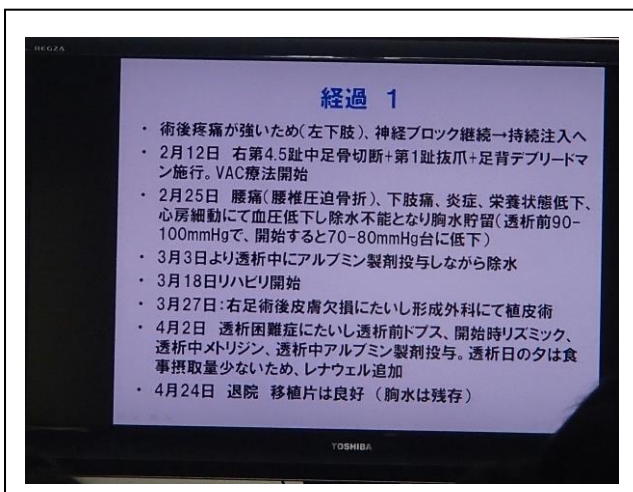 REGZA
経過 1
・ 術後疼痛が強いため(左下肢)、神経ブロック継続→持続注入へ
・ 2月12日 右第4.5趾中足骨切断+第1趾抜爪+足背デブリードマ
ン施行。VAC療法開始
・ 2月25日 腰痛(腰椎圧迫骨折)、下肢痛、炎症、栄養状態低下、
心房細動にて血圧低下し除水不能となり胸水貯留(透析前90-
100mmHgで、開始すると70-80mmHg台に低下)
・ 3月3日より透析中にアルブミン製剤投与しながら除水
・ 3月18日リハビリ開始
・ 3月27日:右足術後皮膚欠損にたいし形成外科にて植皮術
・ 4月2日 透析困難症にたいし透析前ドプス、開始時リズミック、
透析中メトリジン、透析中アルブミン製剤投与。透析日の夕は食
事摂取量少ないため、レナウェル追加
・ 4月24日 退院 移植片は良好 (胸水は残存)
TOSHIBA